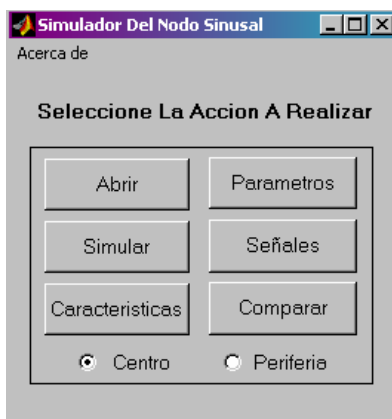 Simulador Del Nodo Sinusal
Acerca de
Seleccione La Accion A Realizar
Abrir Parametros
Simular Señales
Caracteristicas Comparar
Centro Periferia